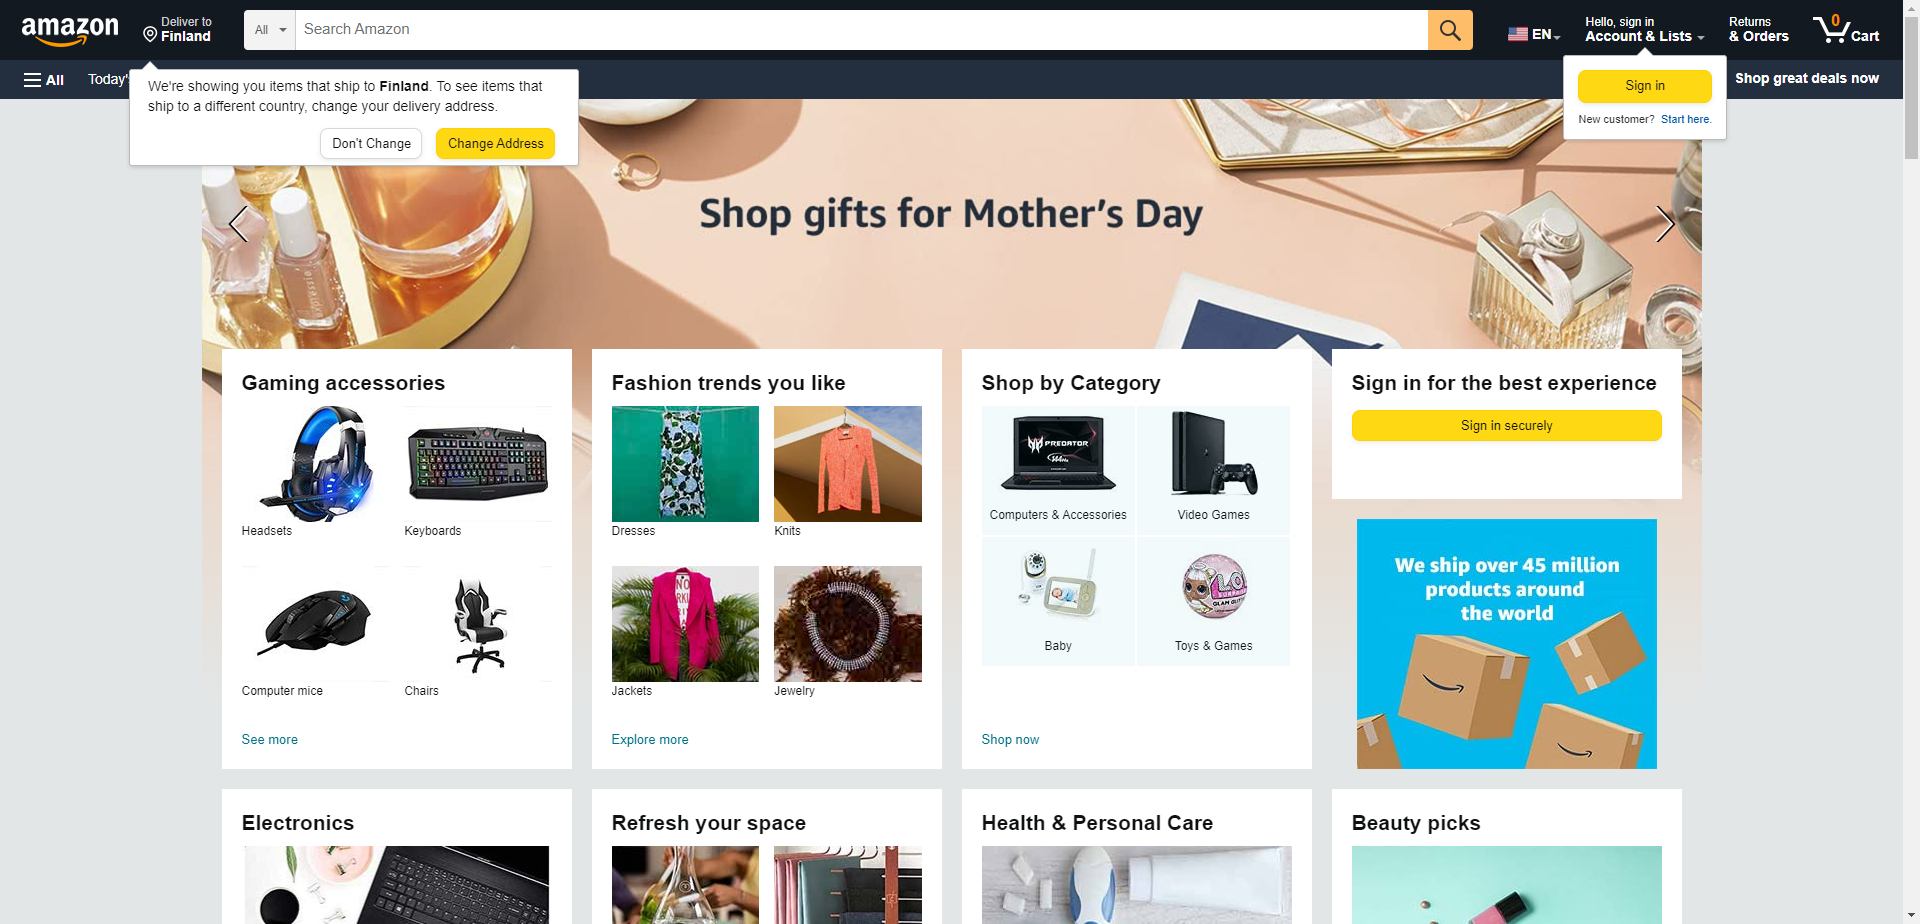 amazon
Deliver to
Finland
All
Search Amazon
EN
Hello, sign in
Account & Lists
Returns
& Orders
0
Cart
All
Today'
Shop great deals now
We're showing you items that ship to Finland. To see items that
ship to a different country, change your delivery address.
Don't Change
Change Address
Sign in
New customer? Start here.
Shop gifts for Mother's Day
Gaming accessories
Headsets
Keyboards
Computer mice
Chairs
See more
Fashion trends you like
Dresses
Knits
Jackets
Jewelry
Explore more
Shop by Category
PREDATOR
Computers & Accessories
Video Games
L.O.L.
SURPRISE
Baby
Toys & Games
Shop now
Sign in for the best experience
Sign in securely
We ship over 45 million
products around
the world
Electronics
Refresh your space
Health & Personal Care
Beauty picks